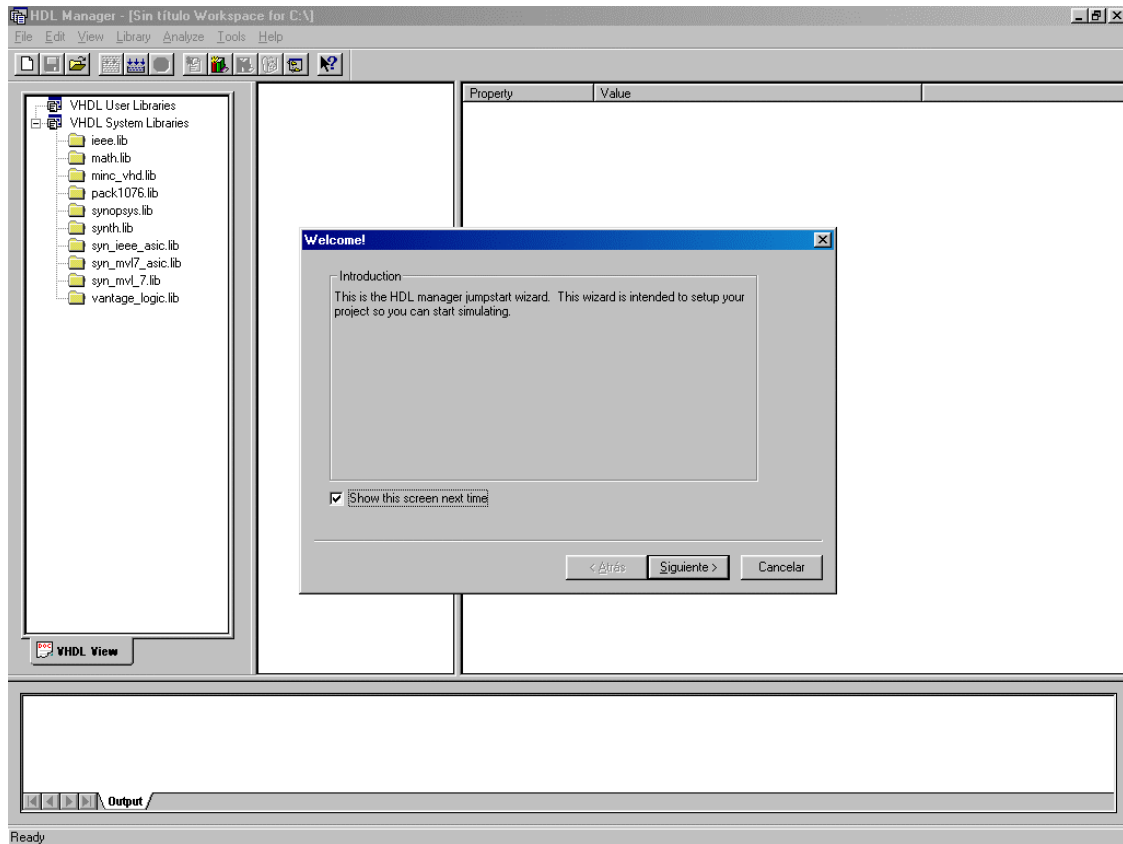 HDL Manager - [Sin título Workspace for C:\]
File Edit View Library Analyze Tools Help
Property Value
VHDL User Libraries
VHDL System Libraries
ieee.lib
math.lib
minc_vhd.lib
pack1076.lib
synopsys.lib
synth.lib
syn_ieee_asic.lib
syn_mvl7_asic.lib
syn_mvl_7.lib
vantage_logic.lib
Welcome!
Introduction
This is the HDL manager jumpstart wizard. This wizard is intended to setup your
project so you can start simulating.
Show this screen next time
< Atrás Siguiente > Cancelar
VHDL View
Output
Ready